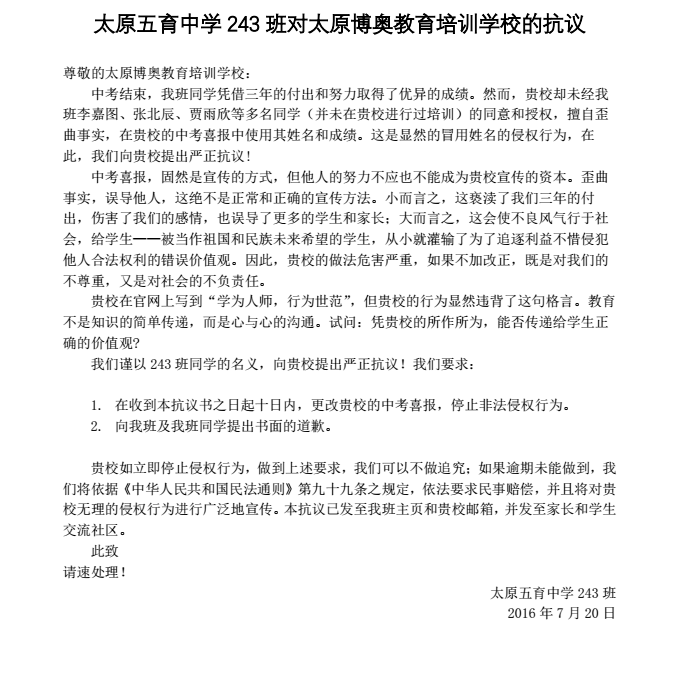 太原五育中学 243 班对太原博奥教育培训学校的抗议
尊敬的太原博奥教育培训学校：
中考结束，我班同学凭借三年的付出和努力取得了优异的成绩。然而，贵校却未经我
班李嘉图、张北辰、贾雨欣等多名同学（并未在贵校进行过培训）的同意和授权，擅自歪
曲事实，在贵校的中考喜报中使用其姓名和成绩。这是显然的冒用姓名的侵权行为，在
此，我们向贵校提出严正抗议！
中考喜报，固然是宣传的方式，但他人的努力不应也不能成为贵校宣传的资本。歪曲
事实，误导他人，这绝不是正常和正确的宣传方法。小而言之，这亵渎了我们三年的付
出，伤害了我们的感情，也误导了更多的学生和家长；大而言之，这会使不良风气行于社
会，给学生——被当作祖国和民族未来希望的学生，从小就灌输了为了追逐利益不惜侵犯
他人合法权利的错误价值观。因此，贵校的做法危害严重，如果不加改正，既是对我们的
不尊重，又是对社会的不负责任。
贵校在官网上写到“学为人师，行为世范”，但贵校的行为显然违背了这句格言。教育
不是知识的简单传递，而是心与心的沟通。试问：凭贵校的所作所为，能否传递给学生正
确的价值观?
我们谨以 243 班同学的名义，向贵校提出严正抗议！我们要求：
1. 在收到本抗议书之日起十日内，更改贵校的中考喜报，停止非法侵权行为。
2. 向我班及我班同学提出书面的道歉。
贵校如立即停止侵权行为，做到上述要求，我们可以不做追究；如果逾期未能做到，我
们将依据《中华人民共和国民法通则》第九十九条之规定，依法要求民事赔偿，并且将对贵
校无理的侵权行为进行广泛地宣传。本抗议已发至我班主页和贵校邮箱，并发至家长和学生
交流社区。
此致
请速处理！
太原五育中学 243 班
2016 年 7 月 20 日